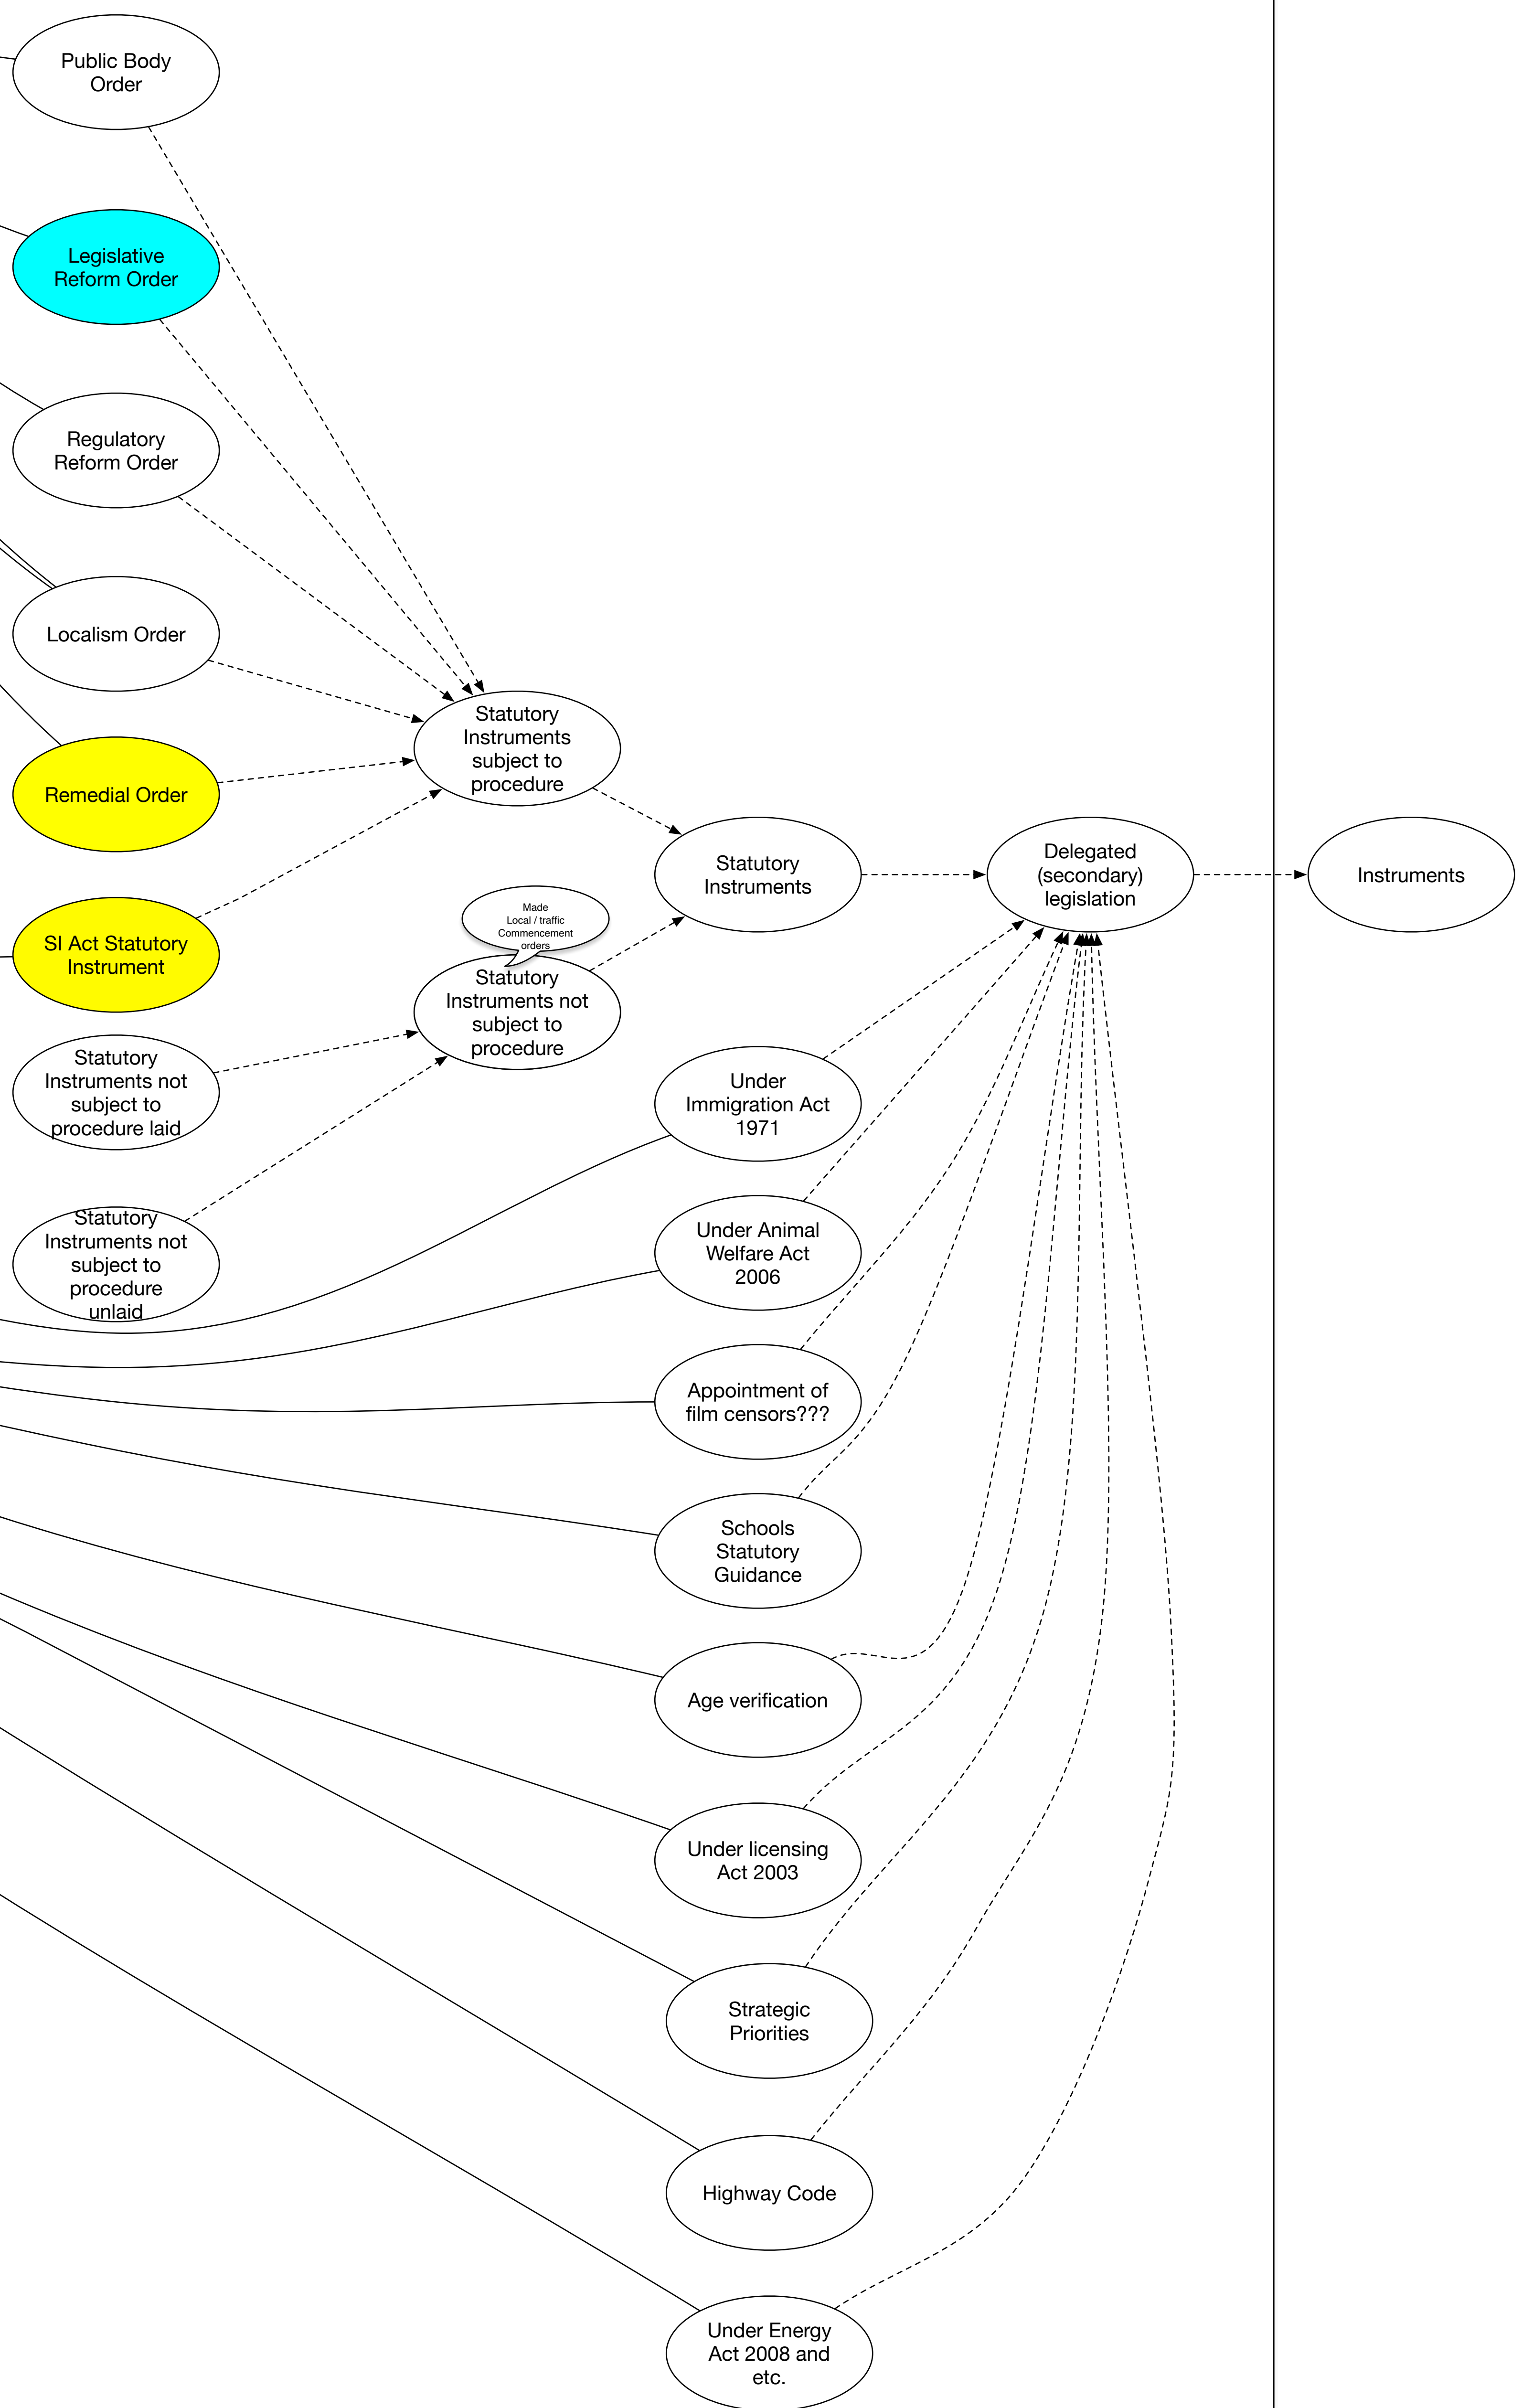 Public Body
Order
Legislative
Reform Order
Regulatory
Reform Order
Localism Order
Remedial Order
SI Act Statutory
Instrument
Statutory
Instruments not
subject to
procedure laid
Statutory
Instruments not
subject to
procedure
unlaid
Statutory
Instruments
subject to
procedure
Made
Local / traffic
Commencement
orders
Statutory
Instruments not
subject to
procedure
Statutory
Instruments
Under
Immigration Act
1971
Under Animal
Welfare Act
2006
Appointment of
film censors???
Schools
Statutory
Guidance
Age verification
Under licensing
Act 2003
Strategic
Priorities
Highway Code
Under Energy
Act 2008 and
etc.
Delegated
(secondary)
legislation
Instruments